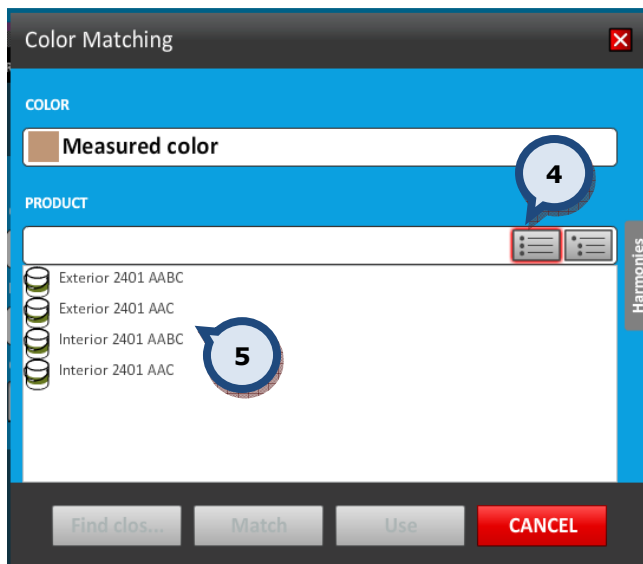 Color Matching
COLOR
Measured color
4
PRODUCT
Harmonies
Exterior 2401 AABC
Exterior 2401 AAC
Interior 2401 AABC
5
Interior 2401 AAC
Find clos...
Match
Use
CANCEL